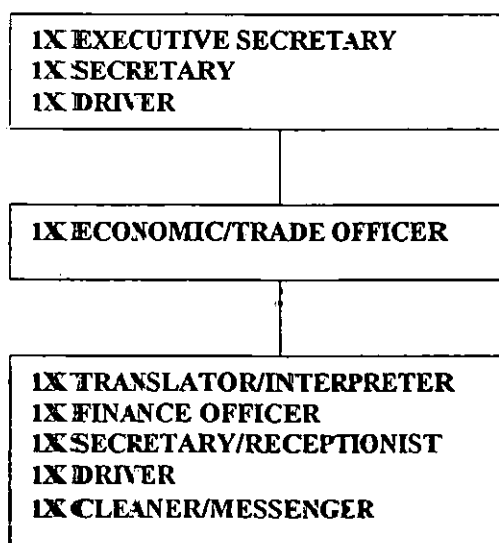 1X EXECUTIVE SECRETARY
1X SECRETARY
1X DRIVER
1X ECONOMIC/TRADE OFFICER
1X TRANSLATOR/INTERPRETER
1X FINANCE OFFICER
1X SECRETARY/RECEPTIONIST
1X DRIVER
1X CLEANER/MESSENGER